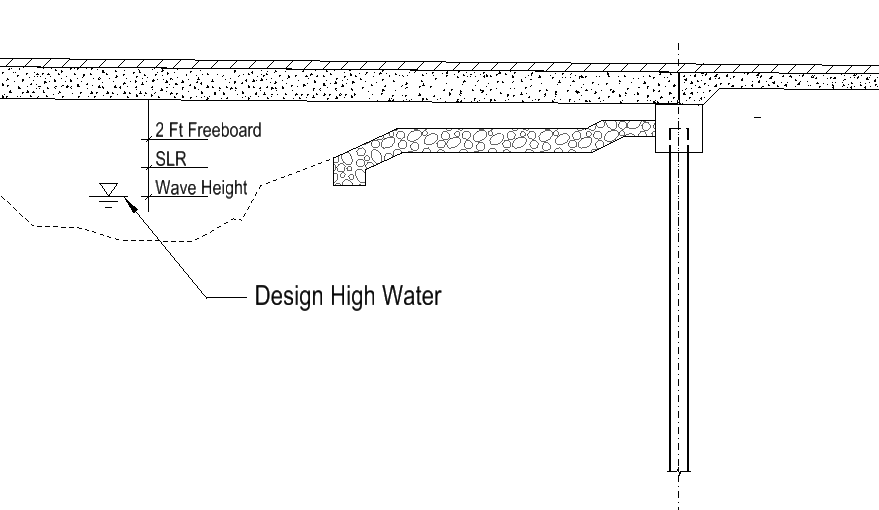 2 Ft Freeboard
SLR
Wave Height
Design High Water